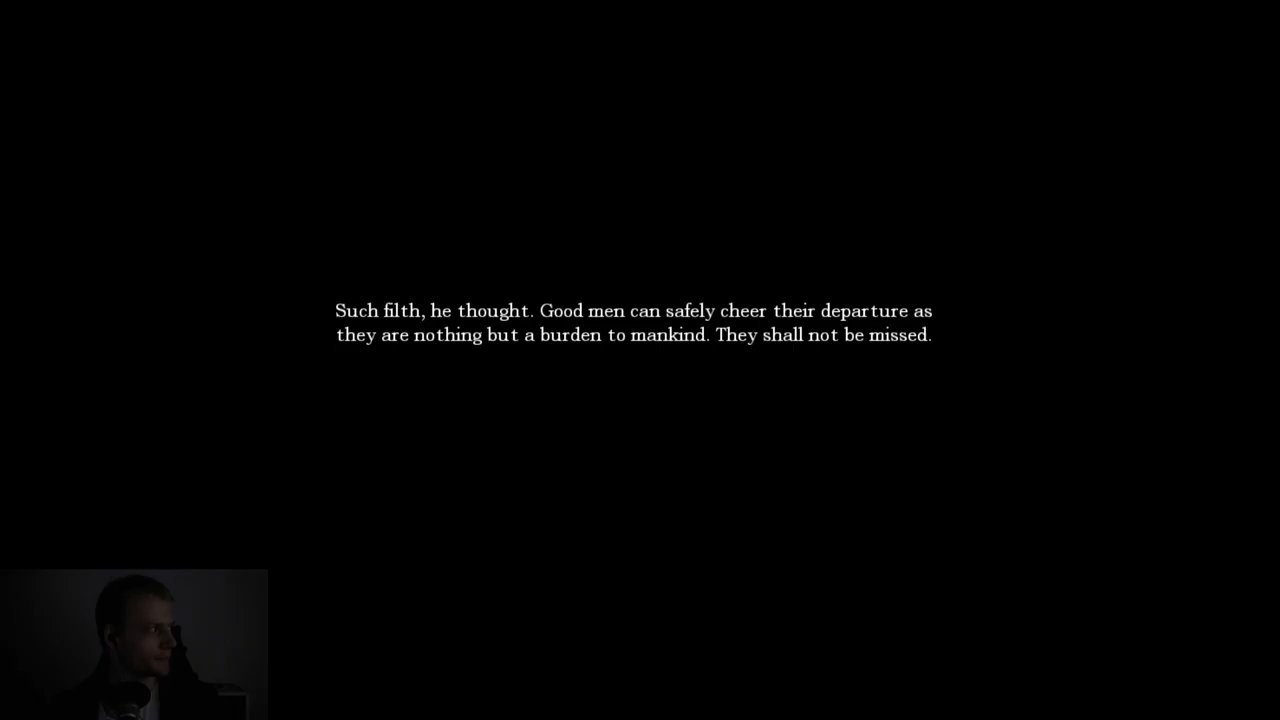 Such filth, he thought. Good men can safely cheer their departure as
they are nothing but a burden to mankind. They shall not be missed.